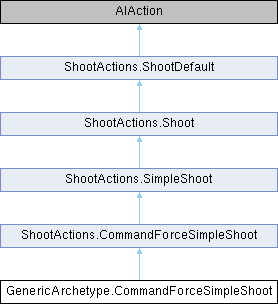 AIAction
ShootActions.ShootDefault
ShootActions.Shoot
ShootActions.SimpleShoot
ShootActions.CommandForceSimpleShoot
GenericArchetype.CommandForceSimpleShoot